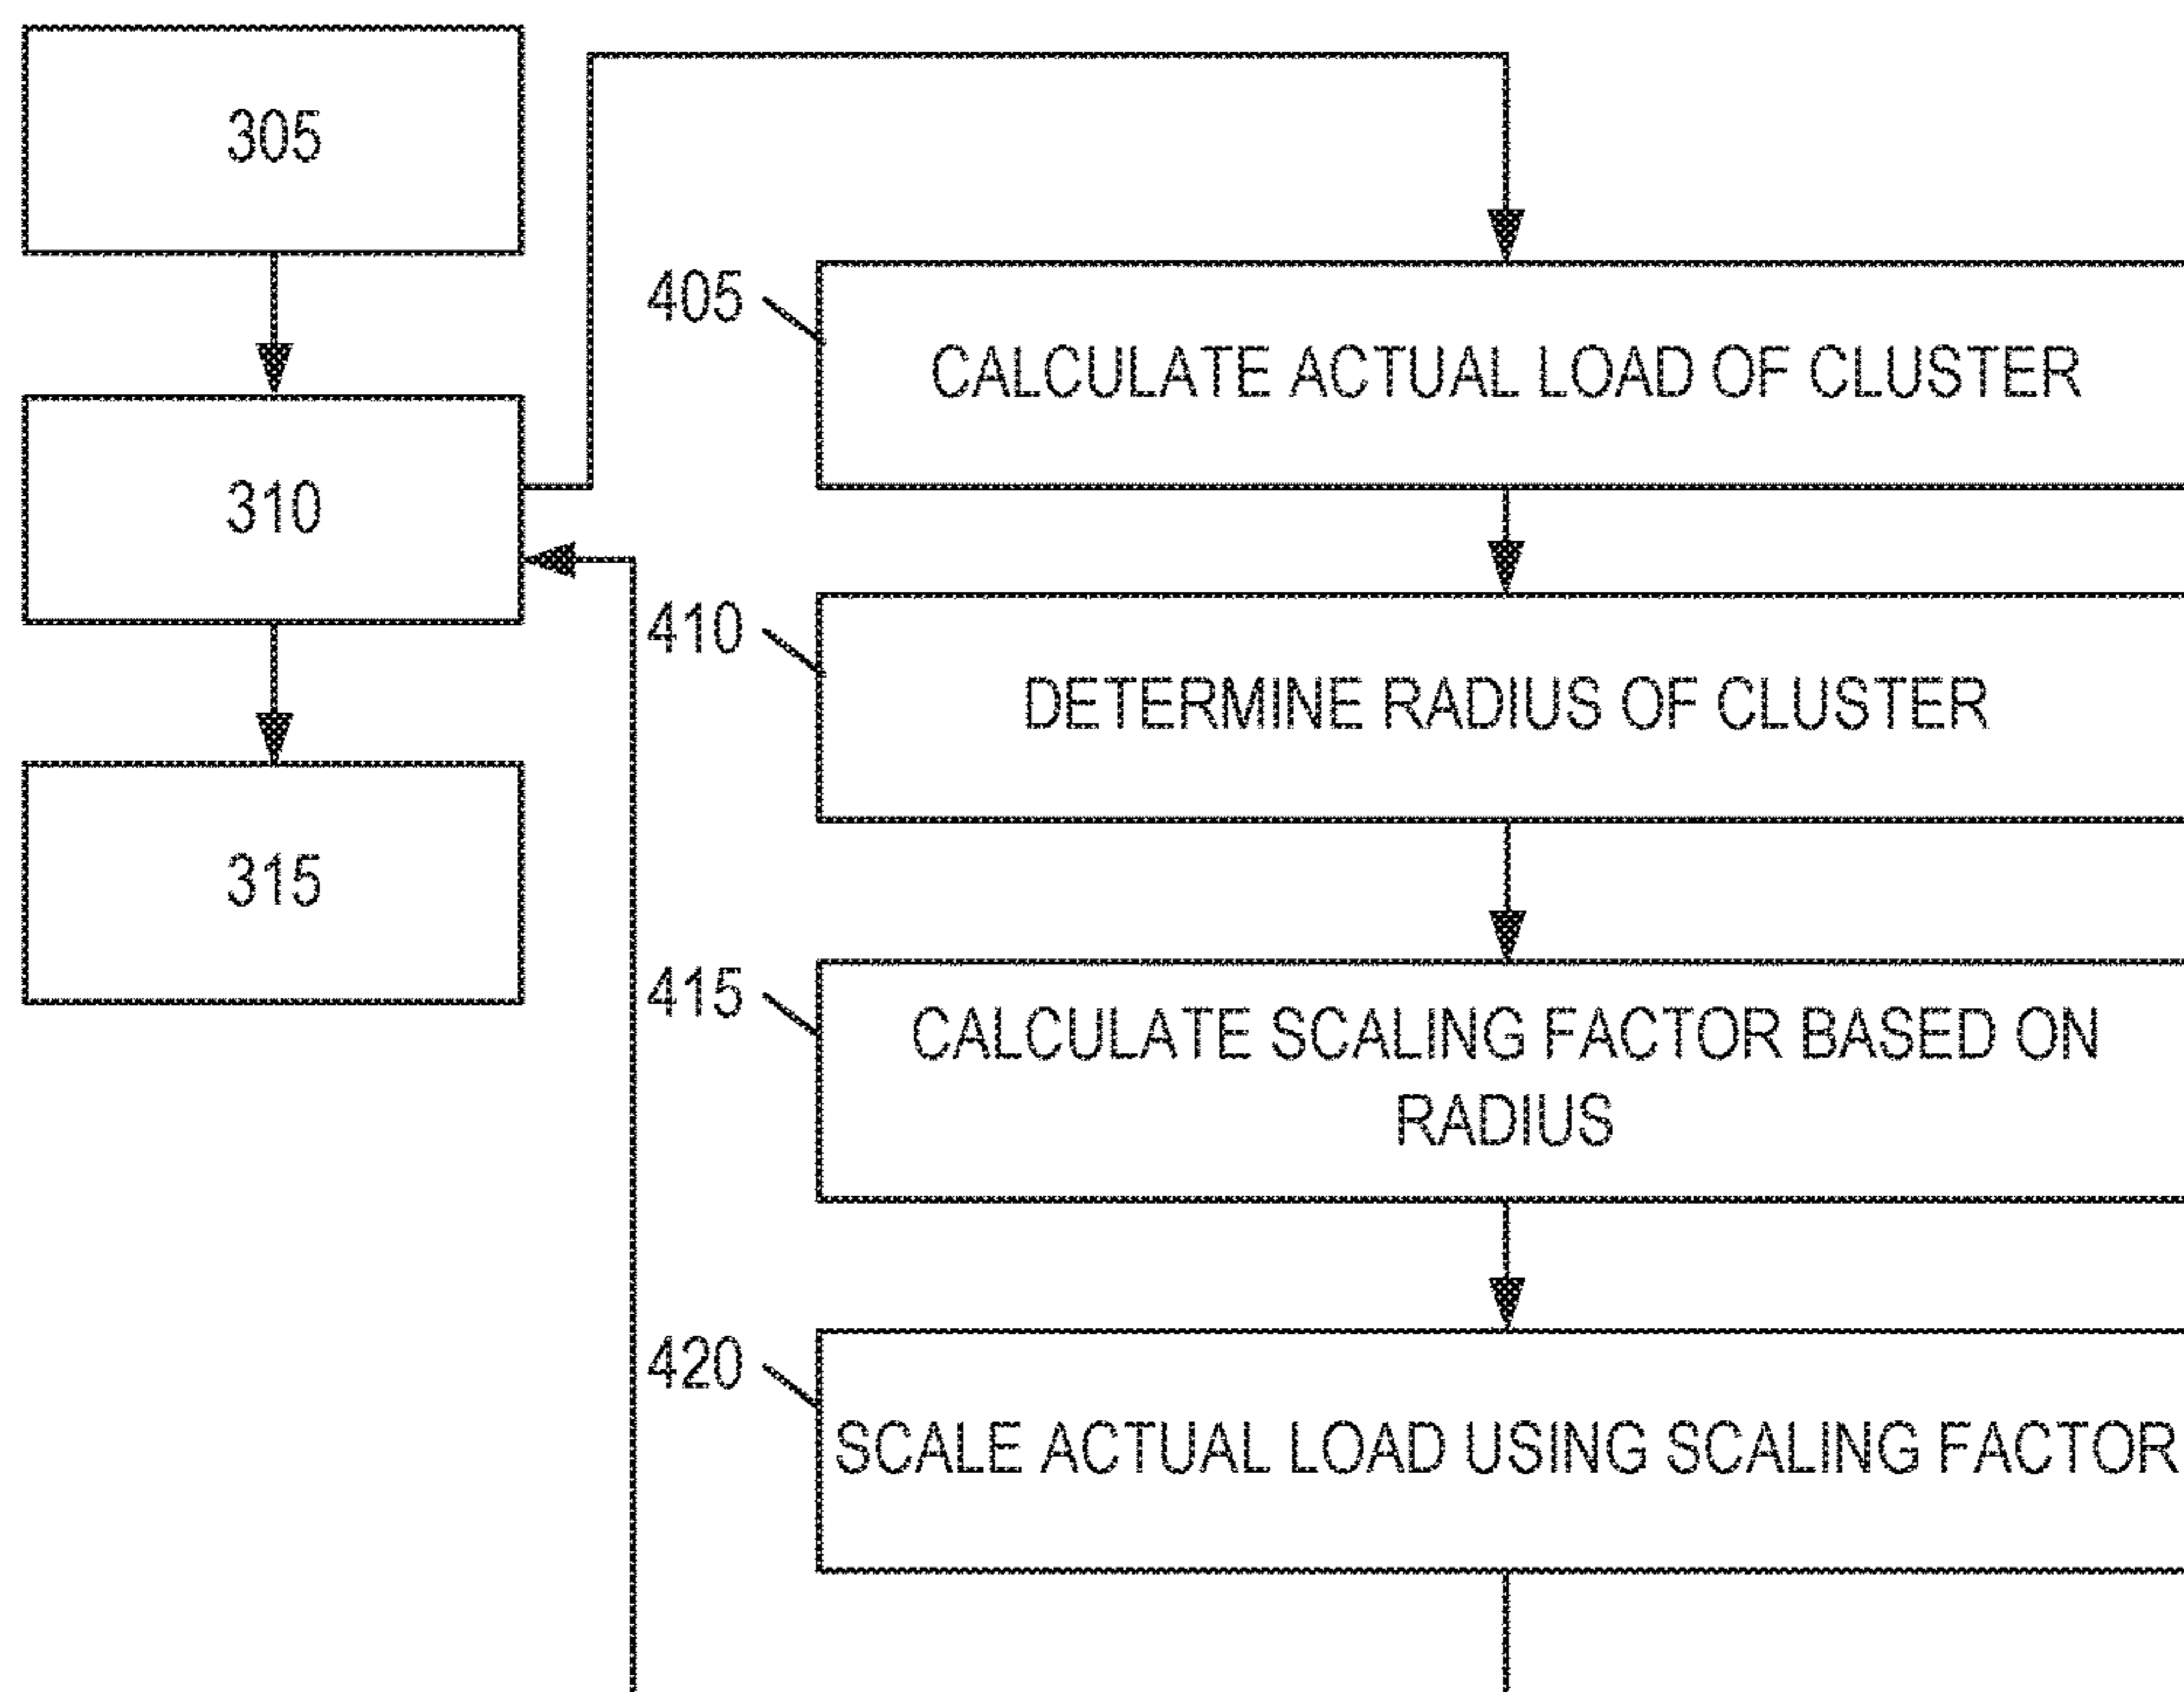 305
310
315
405
CALCULATE ACTUAL LOAD OF CLUSTER
410
DETERMINE RADIUS OF CLUSTER
415
CALCULATE SCALING FACTOR BASED ON
RADIUS
420
SCALE ACTUAL LOAD USING SCALING FACTOR